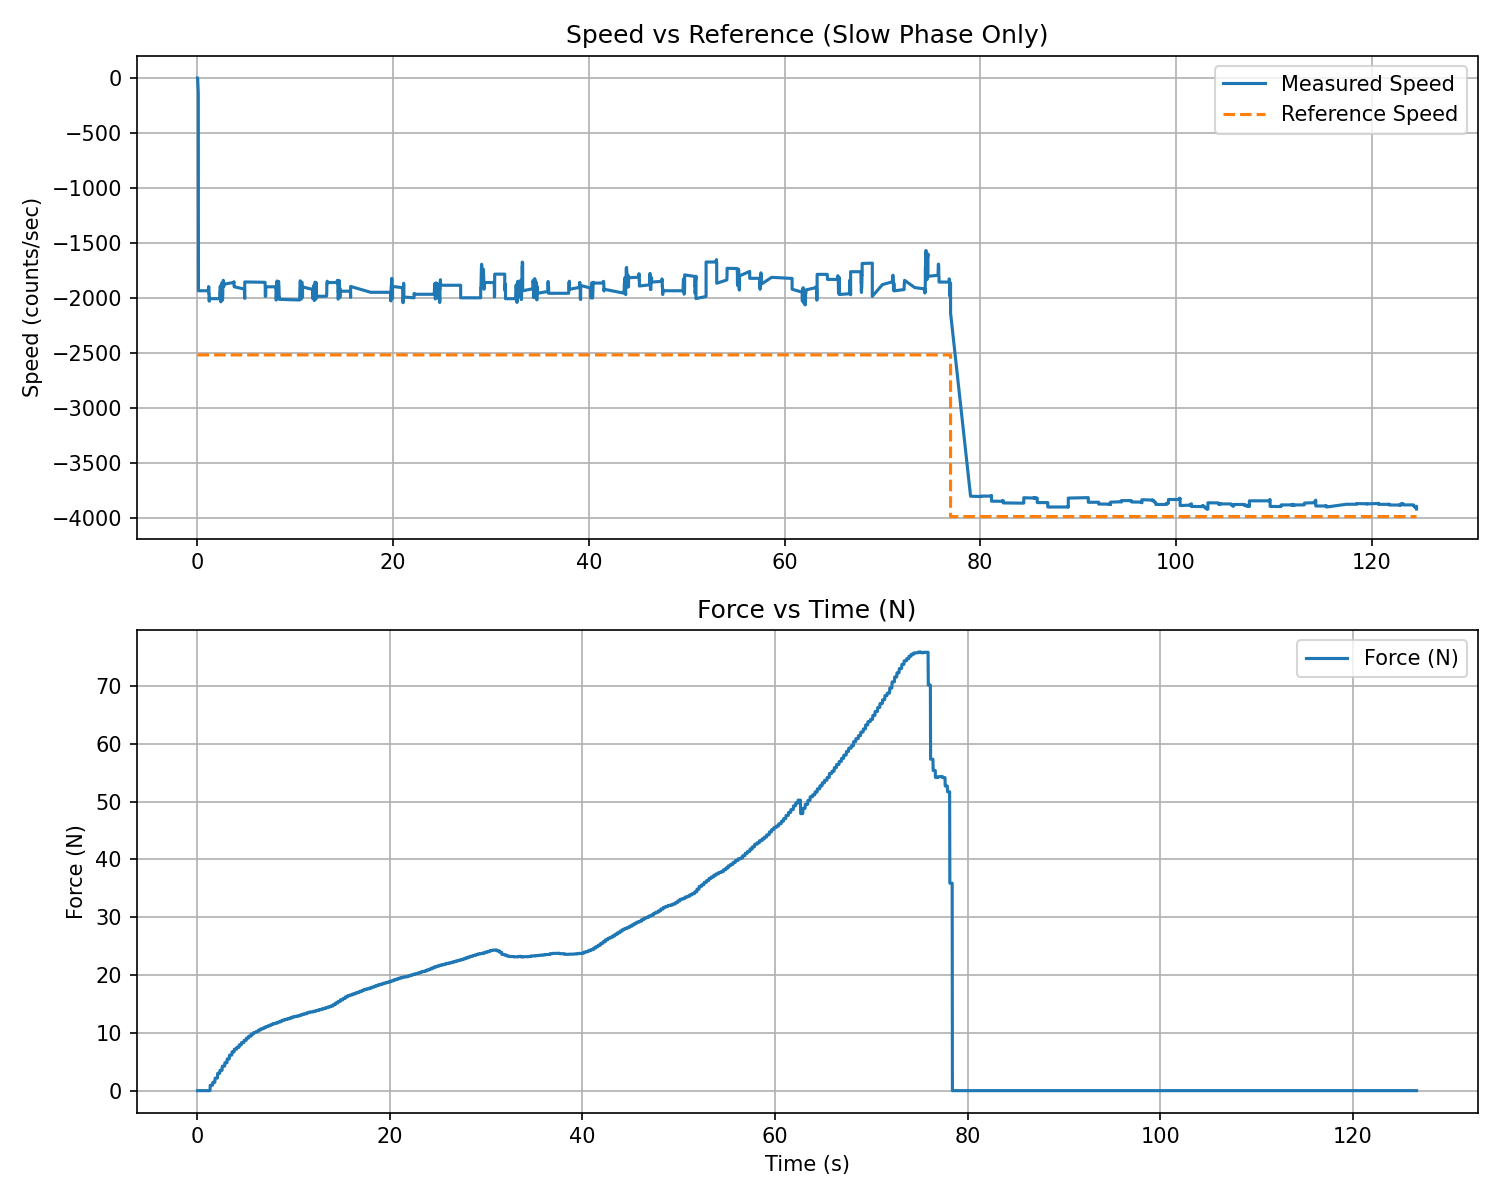 Speed vs Reference (Slow Phase Only)
Speed (counts/sec)
0
−500
−1000
−1500
−2000
−2500
−3000
−3500
−4000
Measured Speed
Reference Speed
0 20 40 60 80 100 120
Force vs Time (N)
Force (N)
70
60
50
40
30
20
10
0
Force (N)
0 20 40 60 80 100 120
Time (s)